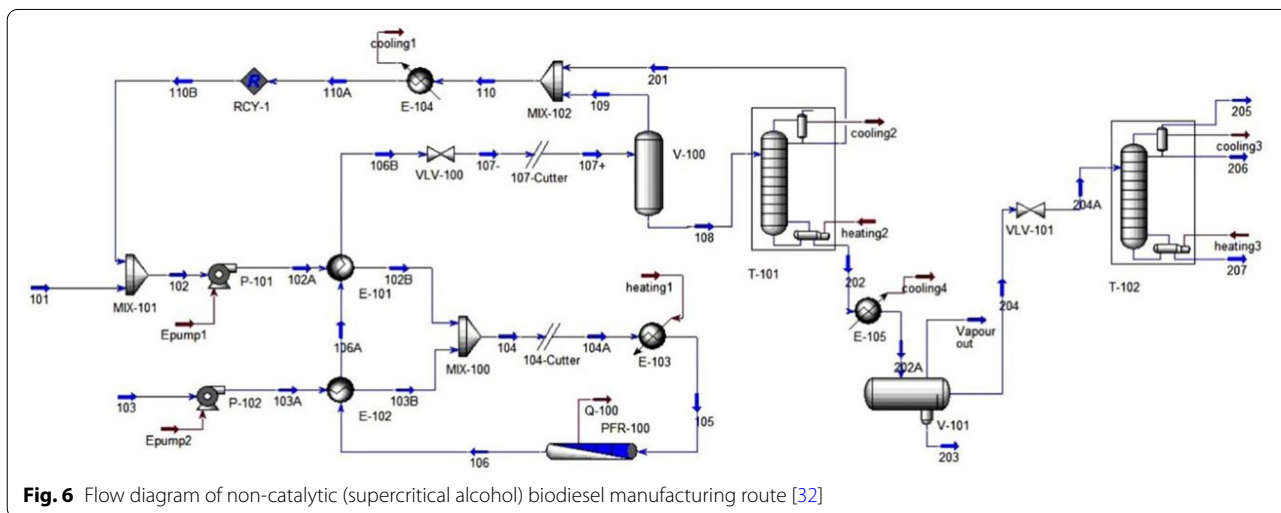 cooling1
110B
RCY-1
R
110A
E-104
110
MIX-102
201
109
106B
VLV-100
107-
107-Cutter
107+
V-100
108
cooling2
heating2
T-101
202
cooling4
E-105
202A
Vapour
out
V-101
203
204
VLV-101
204A
205
cooling3
206
heating3
207
T-102
101
MIX-101
102
P-101
102A
E-101
102B
Epump1
106A
heating1
MIX-100
104
104-Cutter
104A
E-103
103
P-102
103A
E-102
103B
Epump2
105
Q-100
PFR-100
106
Fig. 6 Flow diagram of non-catalytic (supercritical alcohol) biodiesel manufacturing route [32]